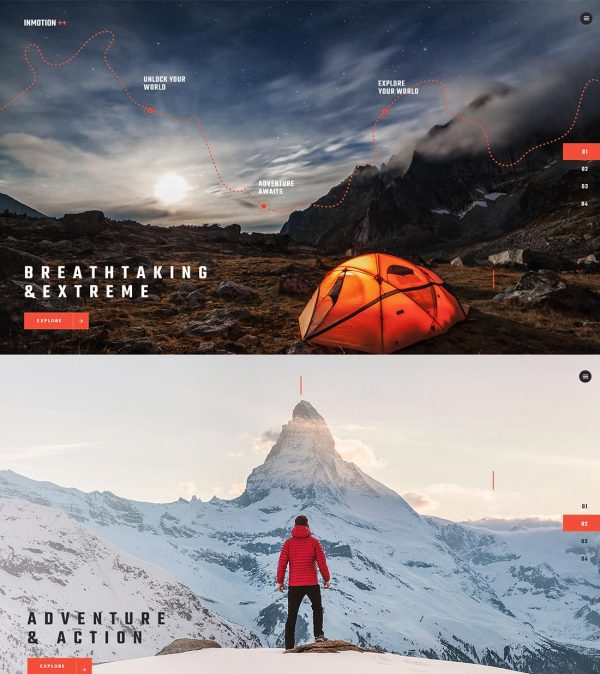 INMOTION ++
UNLOCK YOUR
WORLD
EXPLORE
YOUR WORLD
ADVENTURE
AWAITS
01
02
03
04
BREATHTAKING
&EXTREME
EXPLORE
01
02
03
04
ADVENTURE
& ACTION
EXPLORE